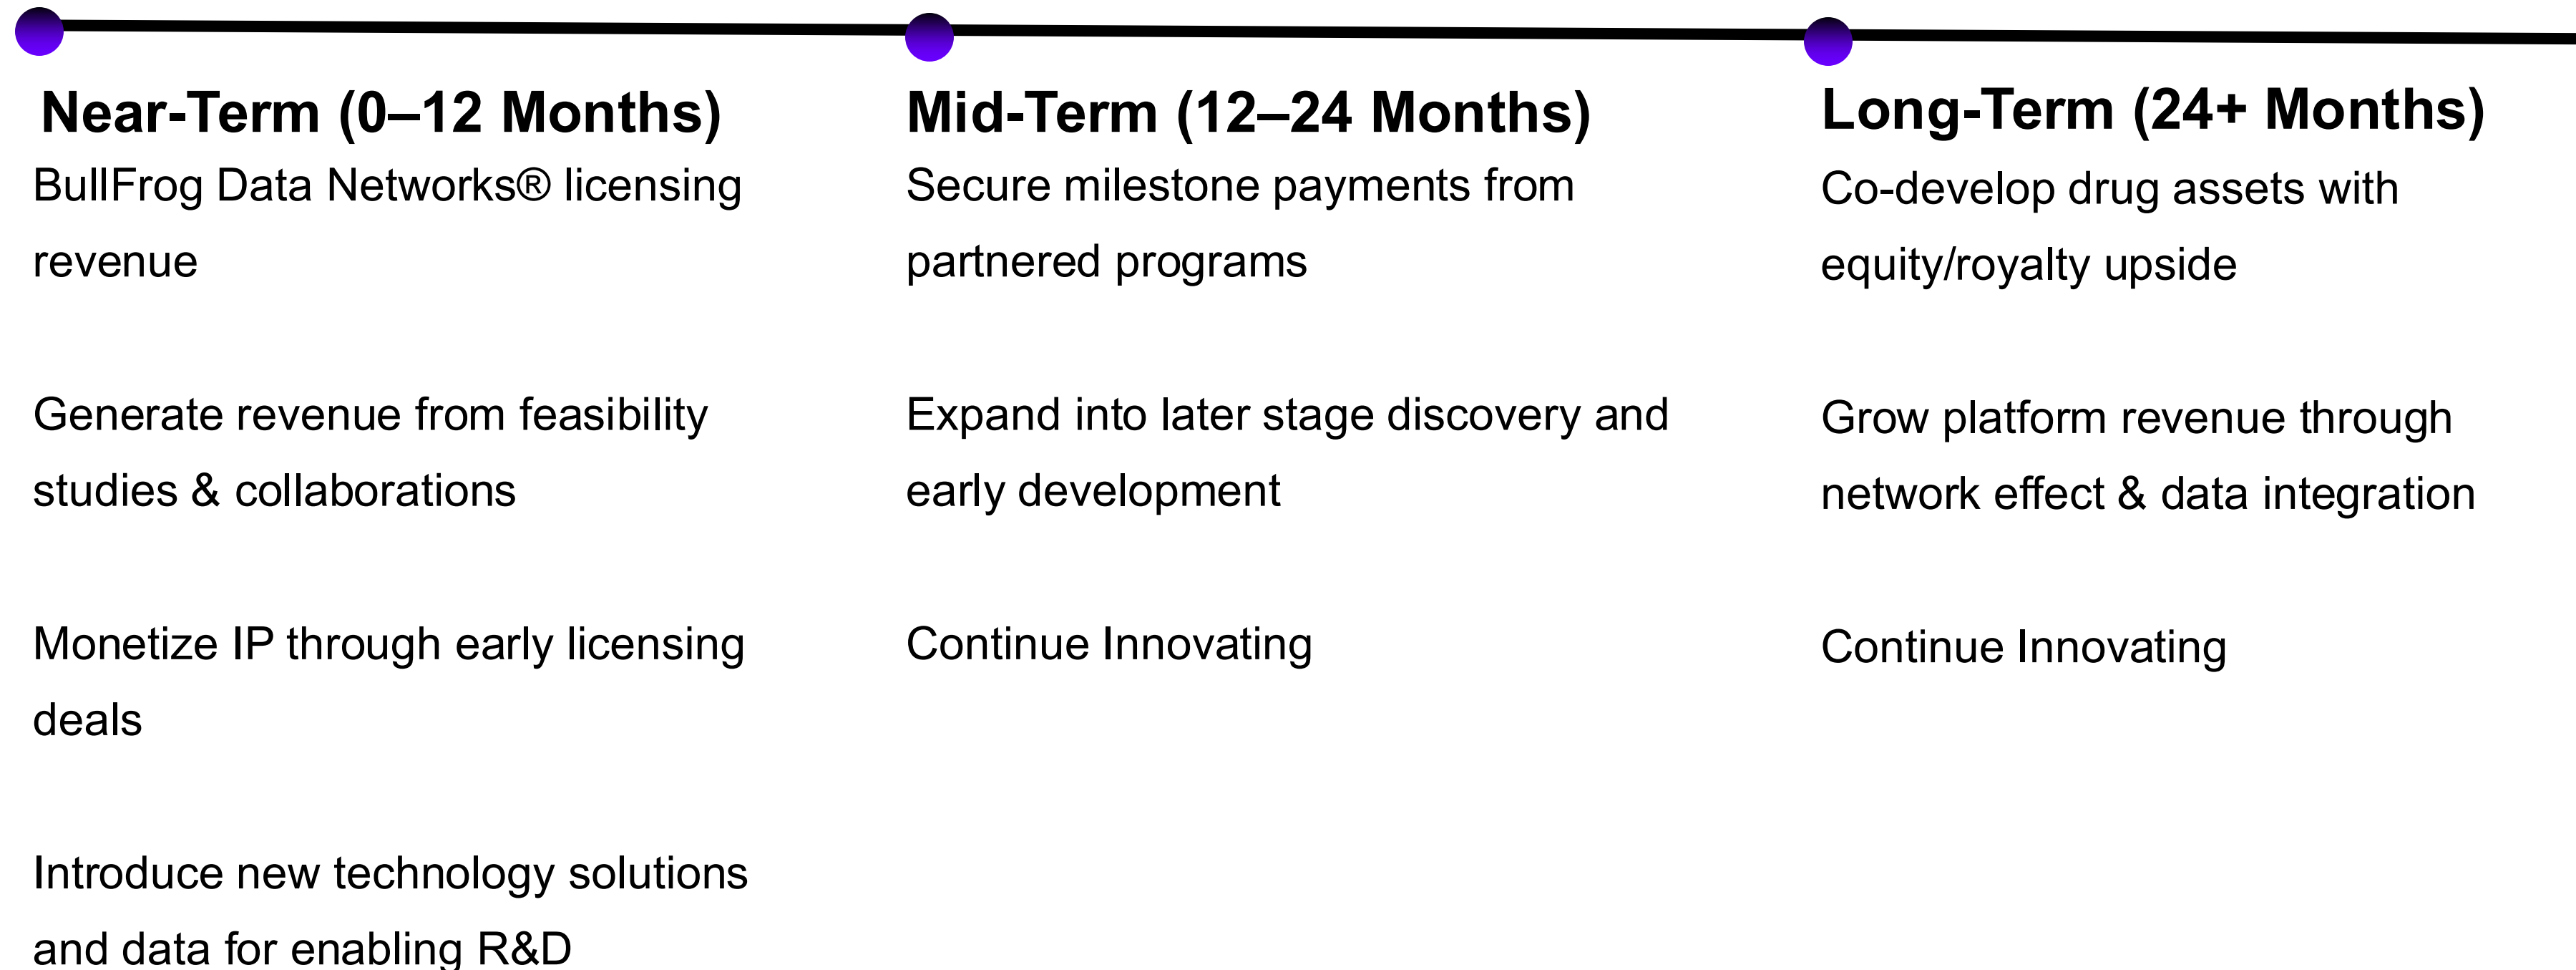 Near-Term (0–12 Months)
BullFrog Data Networks® licensing
revenue
Generate revenue from feasibility
studies & collaborations
Monetize IP through early licensing
deals
Introduce new technology solutions
and data for enabling R&D
Mid-Term (12–24 Months)
Secure milestone payments from
partnered programs
Expand into later stage discovery and
early development
Continue Innovating
Long-Term (24+ Months)
Co-develop drug assets with
equity/royalty upside
Grow platform revenue through
network effect & data integration
Continue Innovating